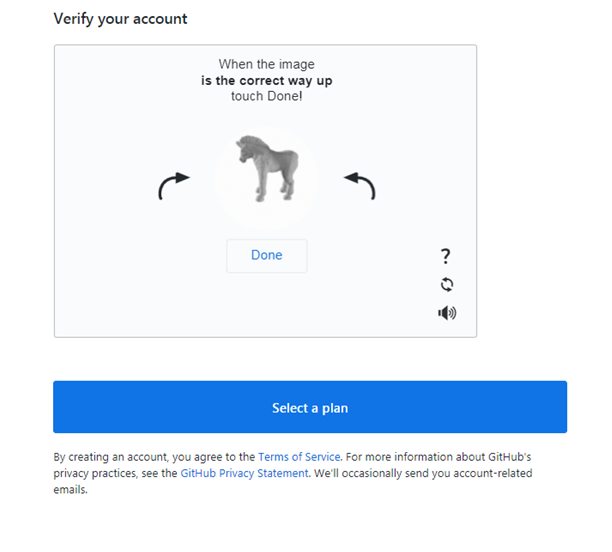 Verify your account
When the image
is the correct way up
touch Done!
Done
?
Select a plan
By creating an account, you agree to the Terms of Service. For more information about GitHub's
privacy practices, see the GitHub Privacy Statement. We'll occasionally send you account-related
emails.